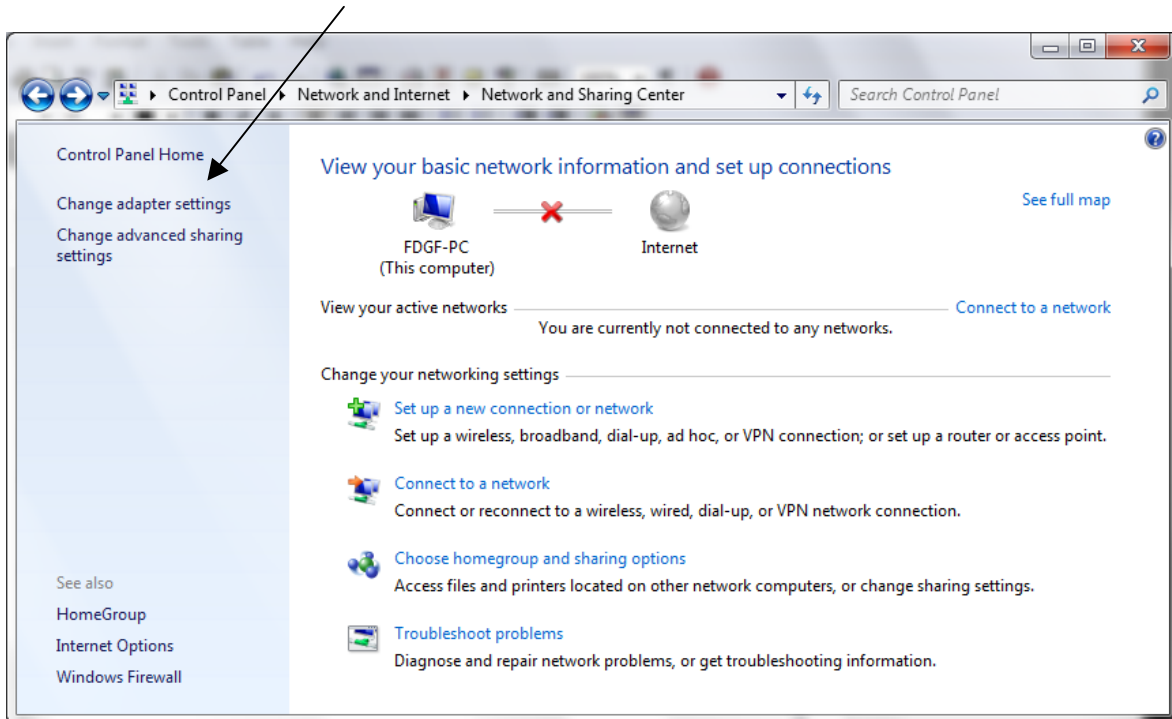 Control Panel ▸ Network and Internet ▸ Network and Sharing Center
Search Control Panel
Control Panel Home
Change adapter settings
Change advanced sharing
settings
See also
HomeGroup
Internet Options
Windows Firewall
View your basic network information and set up connections
See full map
FDGF-PC
(This computer)
Internet
View your active networks
Connect to a network
You are currently not connected to any networks.
Change your networking settings
Set up a new connection or network
Set up a wireless, broadband, dial-up, ad hoc, or VPN connection; or set up a router or access point.
Connect to a network
Connect or reconnect to a wireless, wired, dial-up, or VPN network connection.
Choose homegroup and sharing options
Access files and printers located on other network computers, or change sharing settings.
Troubleshoot problems
Diagnose and repair network problems, or get troubleshooting information.